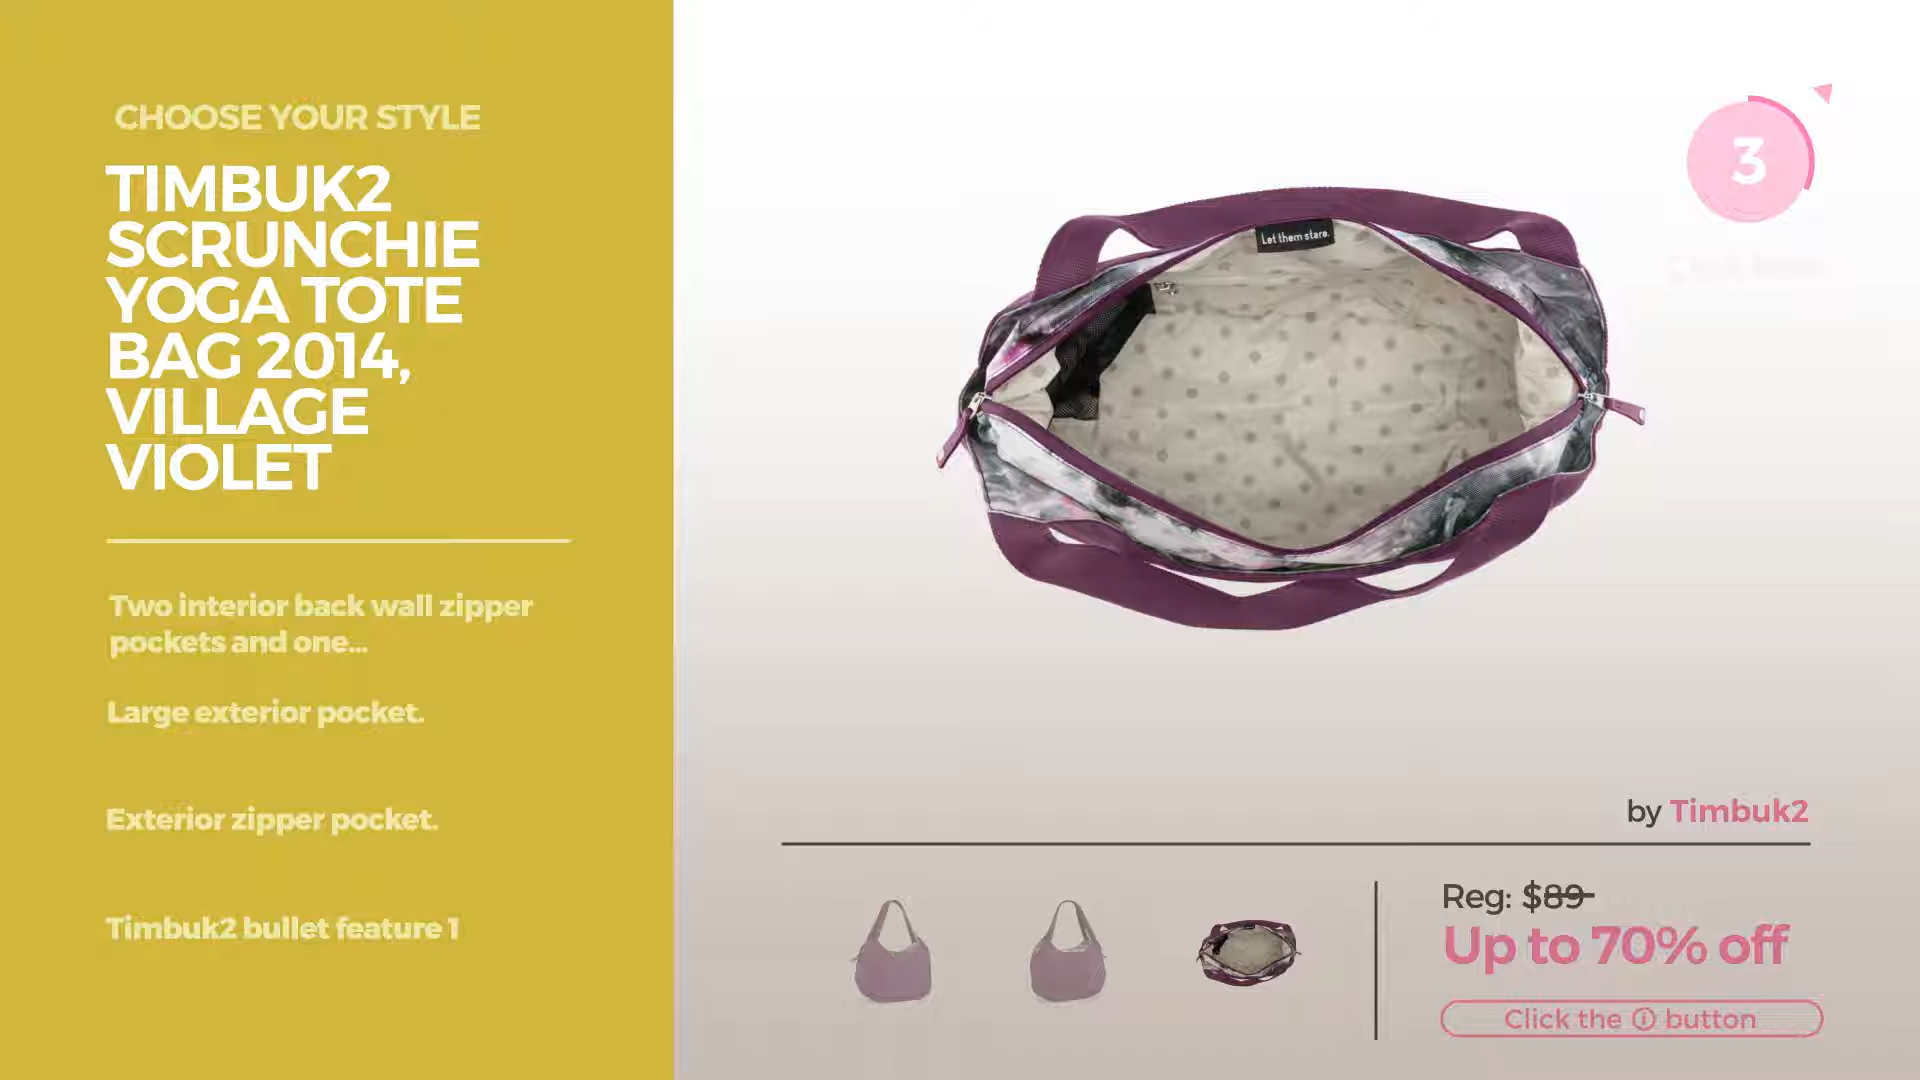 CHOOSE YOUR STYLE
TIMBUK2
SCRUNCHIE
YOGA TOTE
BAG 2014,
VILLAGE
VIOLET
Two interior back wall zipper
pockets and one...
Large exterior pocket.
Exterior zipper pocket.
Timbuk2 bullet feature 1
3
Let them stare.
by Timbuk2
Reg: $89
Up to 70% off
Click the ⓘ button